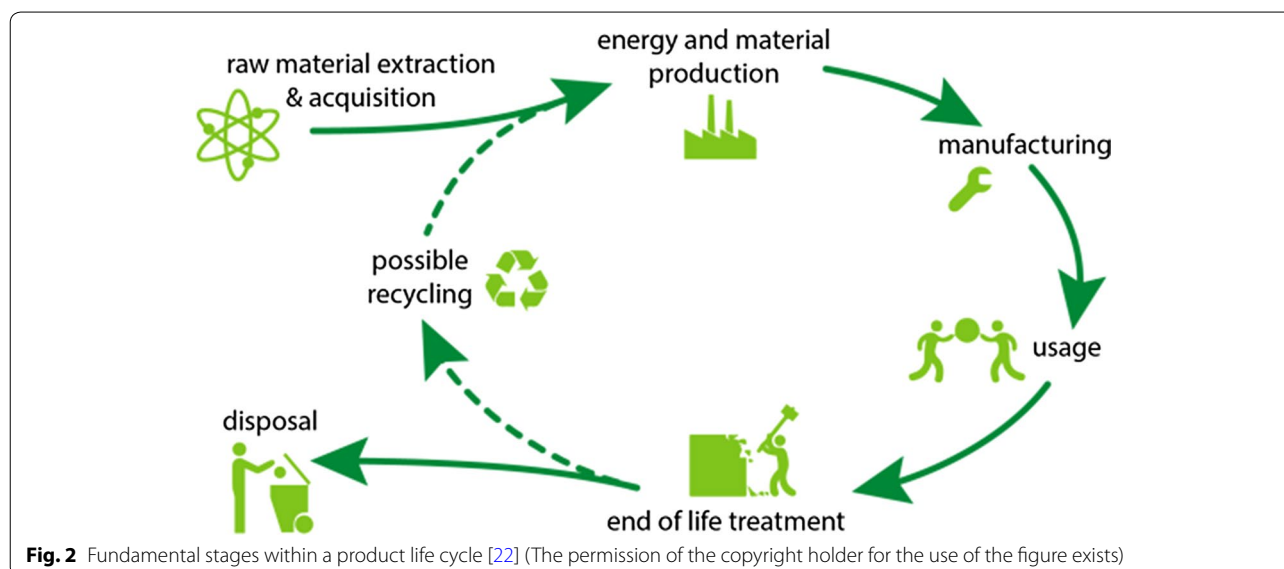 raw material extraction
& acquisition
energy and material
production
manufacturing
possible
recycling
usage
disposal
end of life treatment
Fig. 2 Fundamental stages within a product life cycle [22] (The permission of the copyright holder for the use of the figure exists)